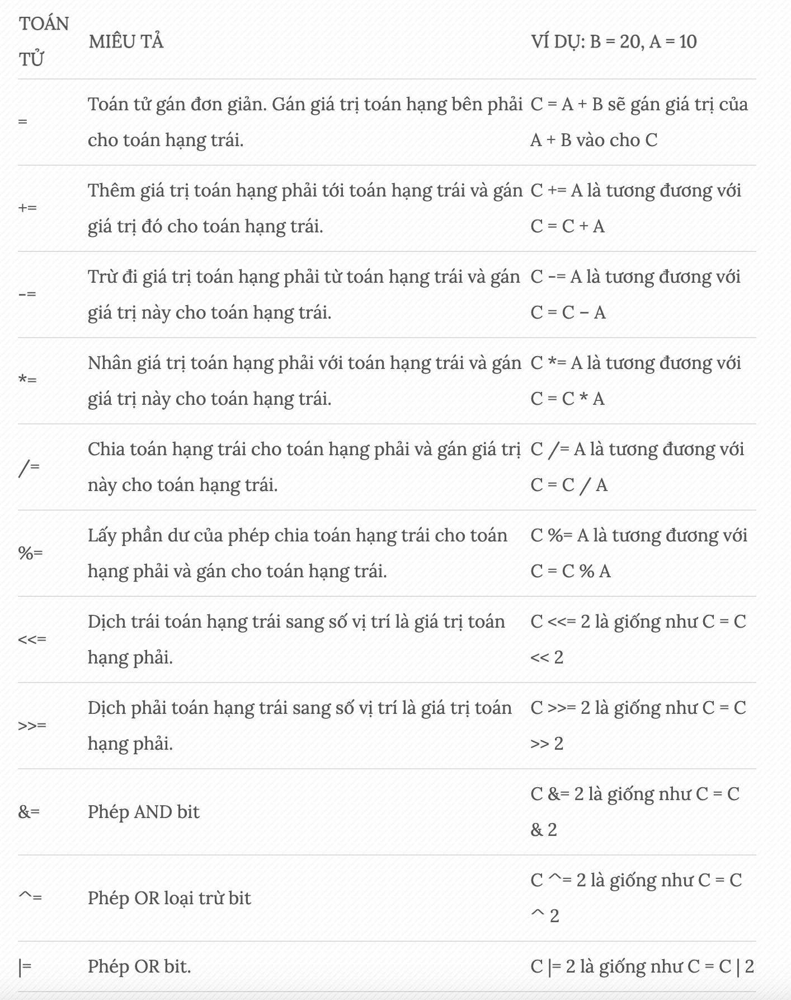 TOÁN
TỬ
MIÊU TẢ
VÍ DỤ: B = 20, A = 10
=
Toán tử gán đơn giản. Gán giá trị toán hạng bên phải
cho toán hạng trái.
C = A + B sẽ gán giá trị của
A + B vào cho C
+=
Thêm giá trị toán hạng phải tới toán hạng trái và gán
giá trị đó cho toán hạng trái.
C += A là tương đương với
C = C + A
-=
Trừ đi giá trị toán hạng phải từ toán hạng trái và gán
giá trị này cho toán hạng trái.
C -= A là tương đương với
C = C – A
*=
Nhân giá trị toán hạng phải với toán hạng trái và gán
giá trị này cho toán hạng trái.
C *= A là tương đương với
C = C * A
/=
Chia toán hạng trái cho toán hạng phải và gán giá trị
này cho toán hạng trái.
C /= A là tương đương với
C = C / A
%=
Lấy phần dư của phép chia toán hạng trái cho toán
hạng phải và gán cho toán hạng trái.
C %= A là tương đương với
C = C % A
<<=
Dịch trái toán hạng trái sang số vị trí là giá trị toán
hạng phải.
C <<= 2 là giống như C = C
<< 2
>>=
Dịch phải toán hạng trái sang số vị trí là giá trị toán
hạng phải.
C >>= 2 là giống như C = C
>> 2
&=
Phép AND bit
C &= 2 là giống như C = C
& 2
^=
Phép OR loại trừ bit
C ^= 2 là giống như C = C
^ 2
|=
Phép OR bit.
C |= 2 là giống như C = C | 2